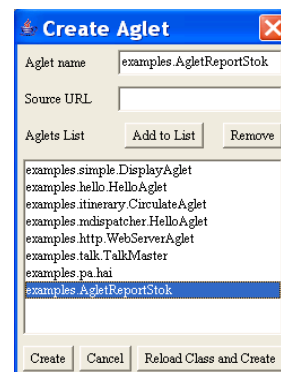 Create Aglet
Aglet name examples.AgletReportStok
Source URL
Aglets List Add to List Remove
examples.simple.DisplayAglet
examples.hello.HelloAglet
examples.itinerary.CirculateAglet
examples.mdispatcher.HelloAglet
examples.http.WebServerAglet
examples.talk.TalkMaster
examples.pa.hai
examples.AgletReportStok
Create Cancel Reload Class and Create